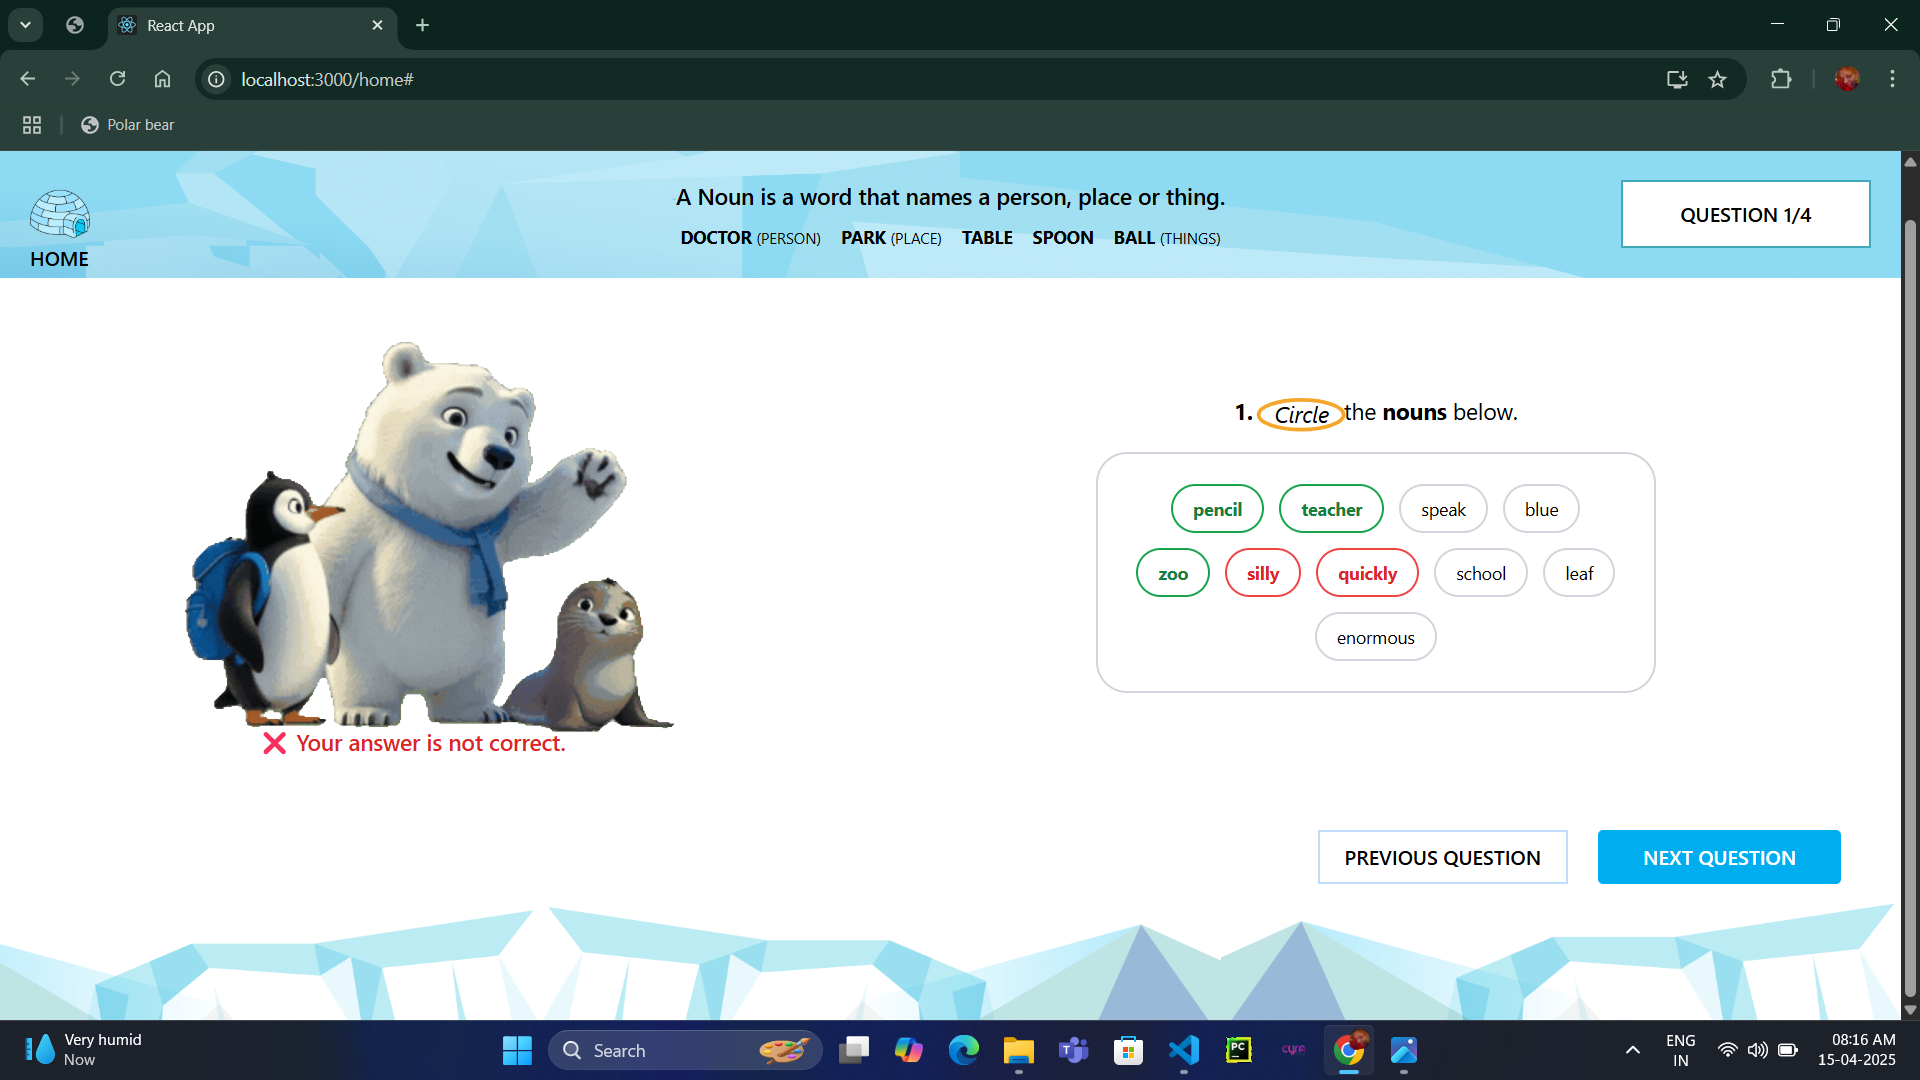 React App
localhost:3000/home#
Polar bear
HOME
A Noun is a word that names a person, place or thing.
DOCTOR (PERSON) PARK (PLACE) TABLE SPOON BALL (THINGS)
QUESTION 1/4
1. Circle the nouns below.
pencil teacher speak blue
zoo silly quickly school leaf
enormous
❌ Your answer is not correct.
PREVIOUS QUESTION NEXT QUESTION
Very humid
Now
Search
T
PC
cyra
ENG
IN
08:16 AM
15-04-2025